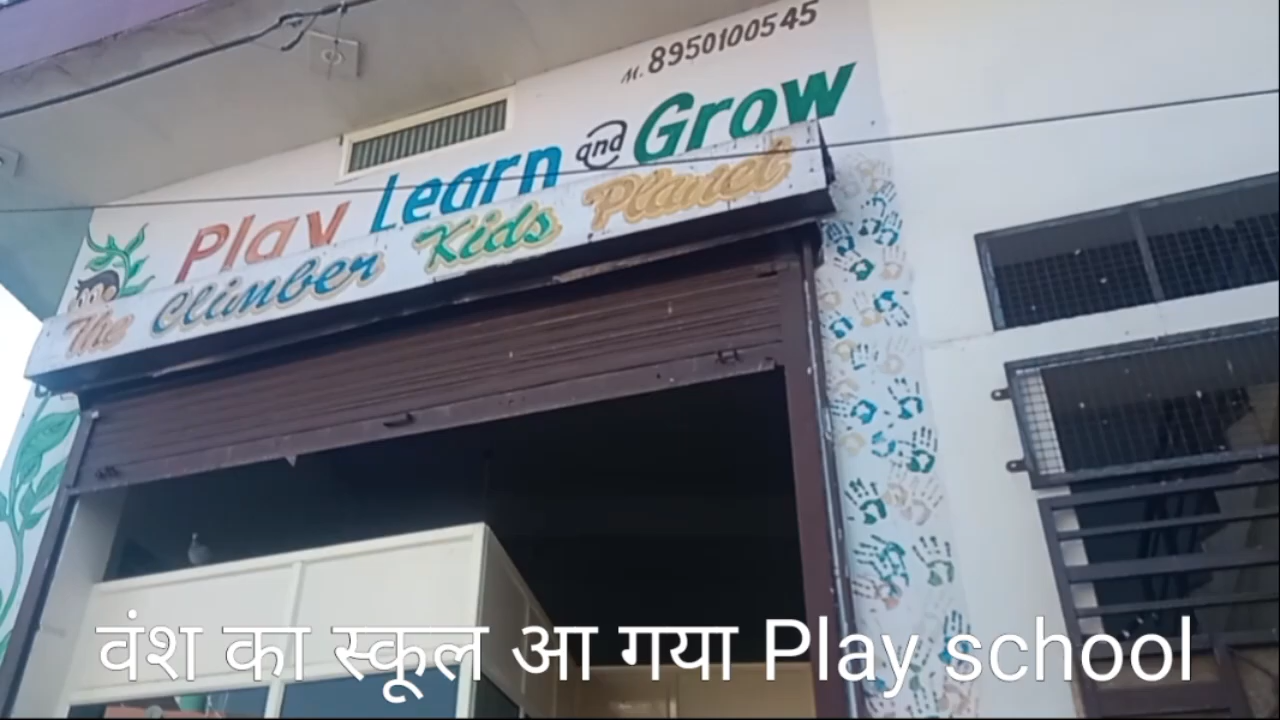 M. 8950100545
Play Learn and Grow
The Climber Kids Planet
वंश का स्कूल आ गया Play school